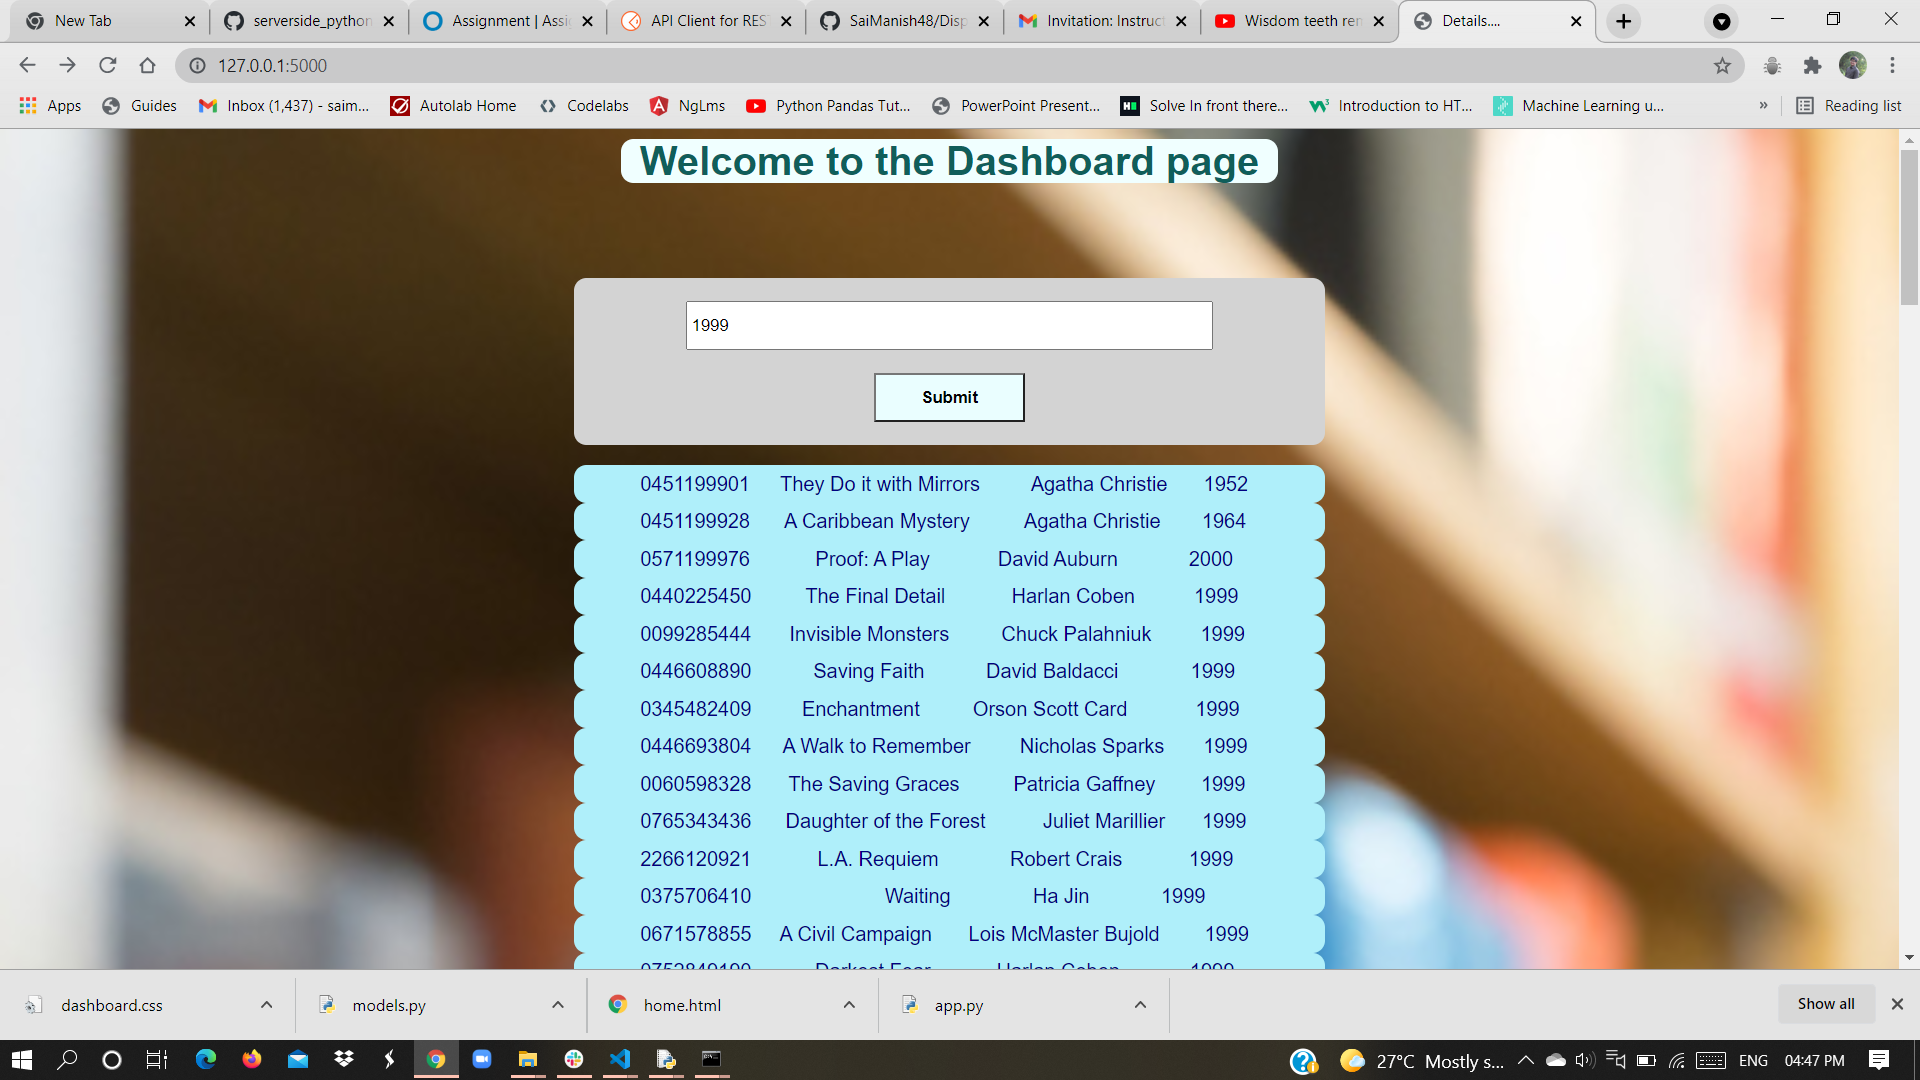 New Tab
serverside_python
Assignment | Assi
API Client for RES
SaiManish48/Disp
Invitation: Instruct
Wisdom teeth rem
Details....
127.0.0.1:5000
Apps
Guides
Inbox (1,437) - saim...
Autolab Home
Codelabs
NgLms
Python Pandas Tut...
PowerPoint Present...
Solve In front there...
Introduction to HT...
Machine Learning u...
»
Reading list
Welcome to the Dashboard page
1999
Submit
0451199901 They Do it with Mirrors Agatha Christie 1952
0451199928 A Caribbean Mystery Agatha Christie 1964
0571199976 Proof: A Play David Auburn 2000
0440225450 The Final Detail Harlan Coben 1999
0099285444 Invisible Monsters Chuck Palahniuk 1999
0446608890 Saving Faith David Baldacci 1999
0345482409 Enchantment Orson Scott Card 1999
0446693804 A Walk to Remember Nicholas Sparks 1999
0060598328 The Saving Graces Patricia Gaffney 1999
0765343436 Daughter of the Forest Juliet Marillier 1999
2266120921 L.A. Requiem Robert Crais 1999
0375706410 Waiting Ha Jin 1999
0671578855 A Civil Campaign Lois McMaster Bujold 1999
Darkest Fear Harlan Coben 1999
dashboard.css
models.py
home.html
app.py
Show all
27°C Mostly s...
ENG
04:47 PM